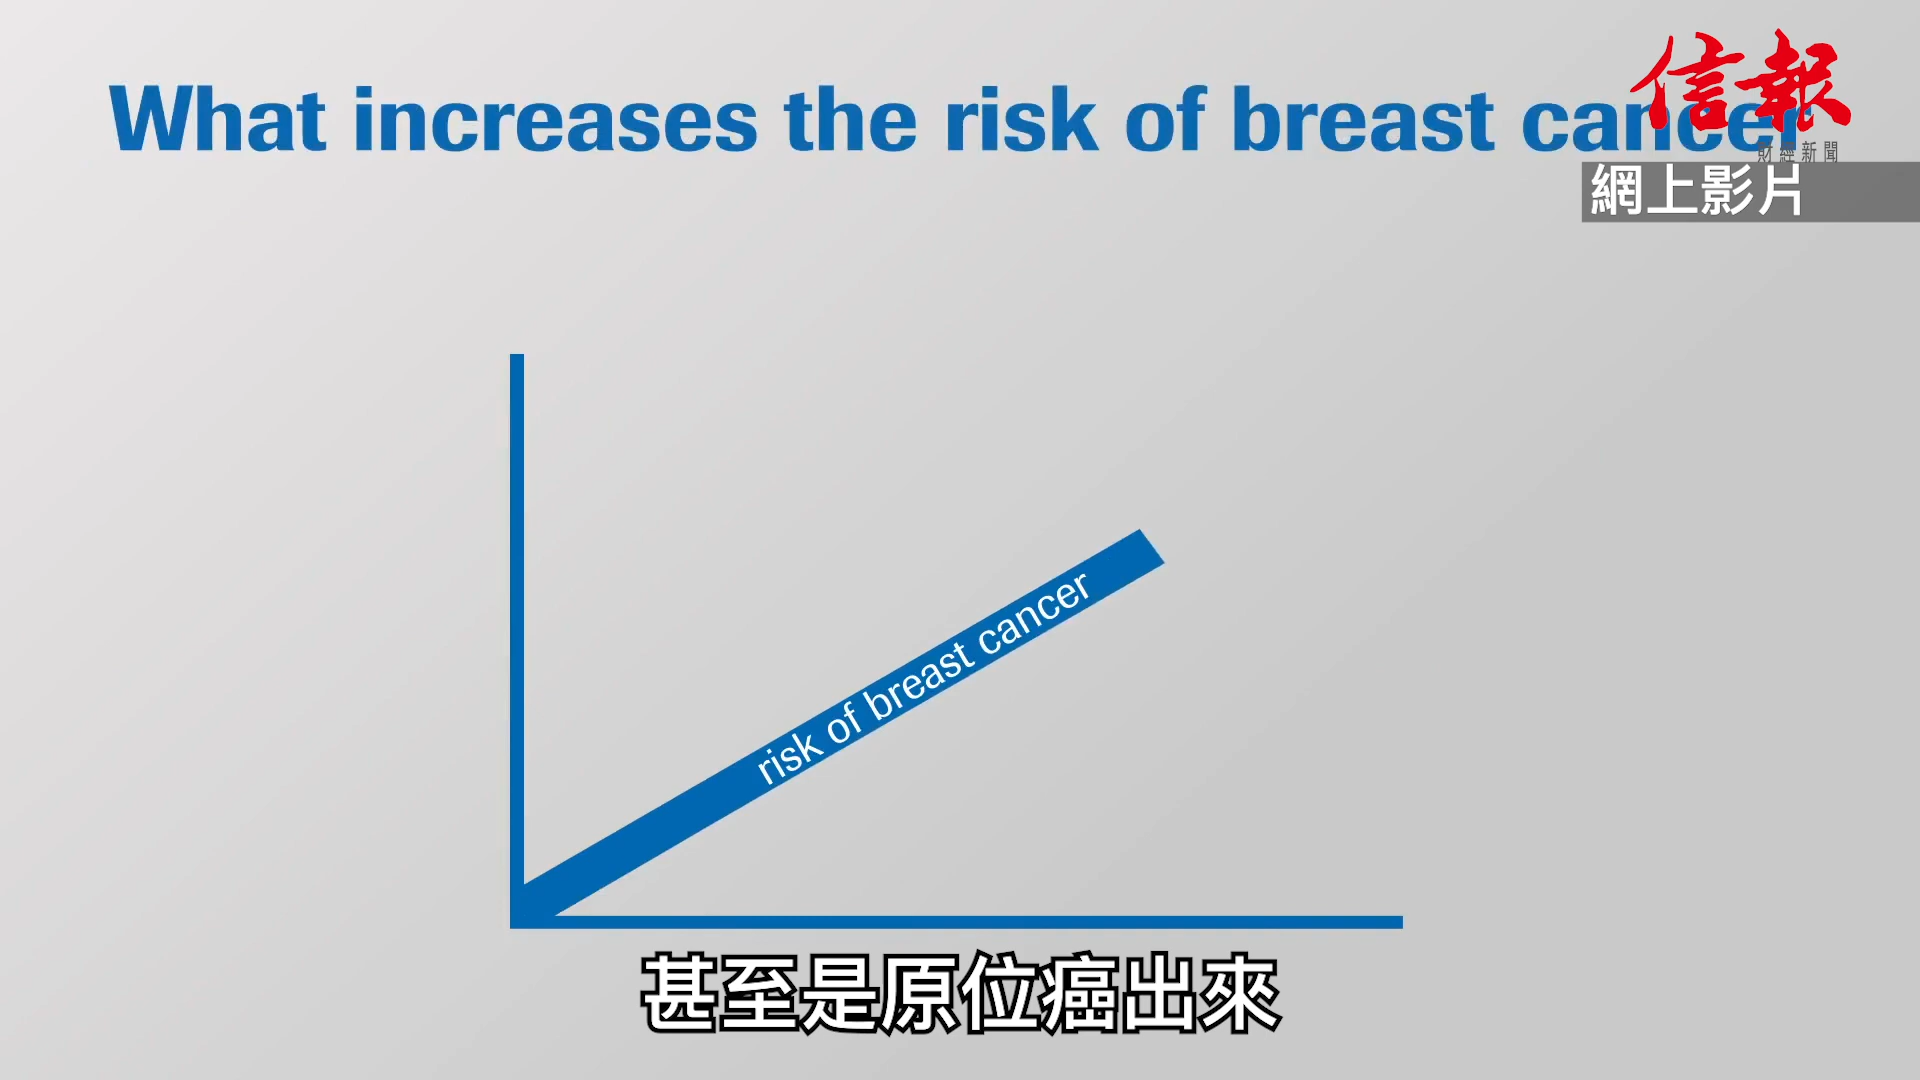 What increases the risk of breast cancer
信報
財經新聞
網上影片
risk of breast cancer
甚至是原位癌出來